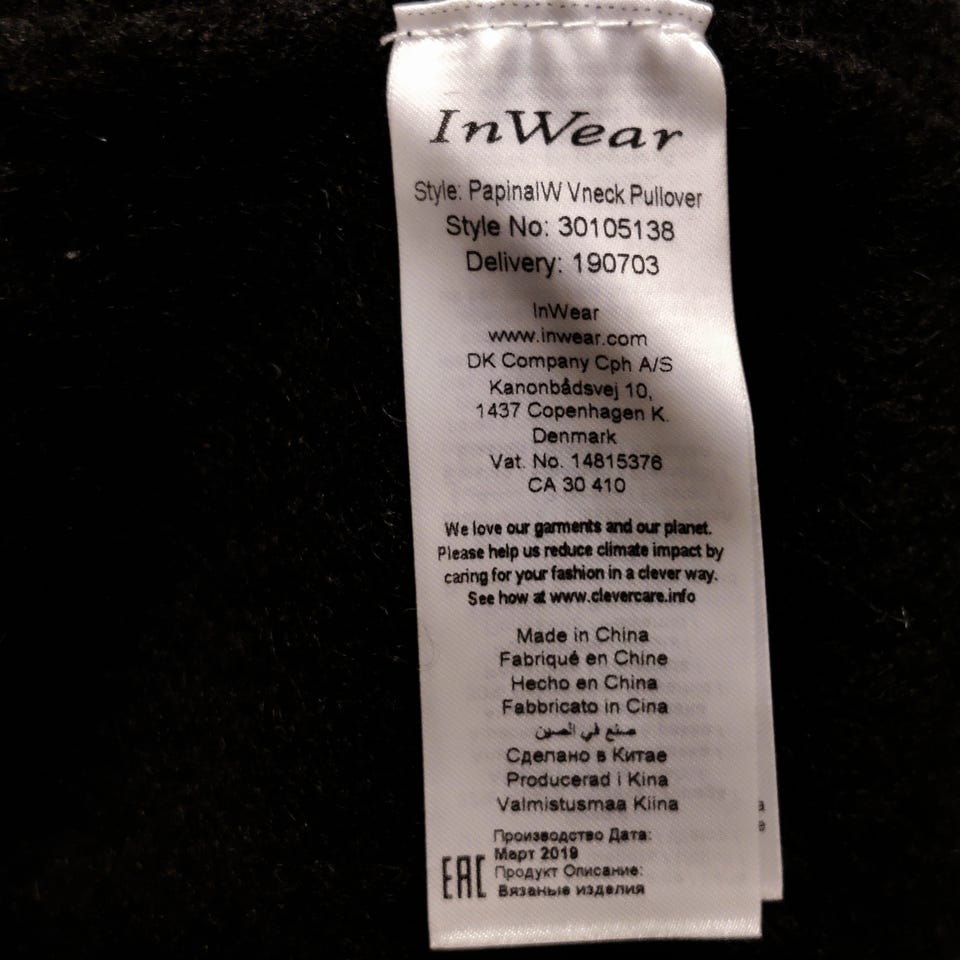 InWear
Style: PapinaIW Vneck Pullover
Style No: 30105138
Delivery: 190703
InWear
www.inwear.com
DK Company Cph A/S
Kanonbådsvej 10,
1437 Copenhagen K.
Denmark
Vat. No. 14815376
CA 30 410
We love our garments and our planet.
Please help us reduce climate impact by
caring for your fashion in a clever way.
See how at www.clevercare.info
Made in China
Fabriqué en Chine
Hecho en China
Fabbricato in Cina
صنع في الصين
Сделано в Китае
Producerad i Kina
Valmistusmaa Kiina
Производство Дата:
Март 2019
Продукт Описание:
Вязаные изделия
EAC